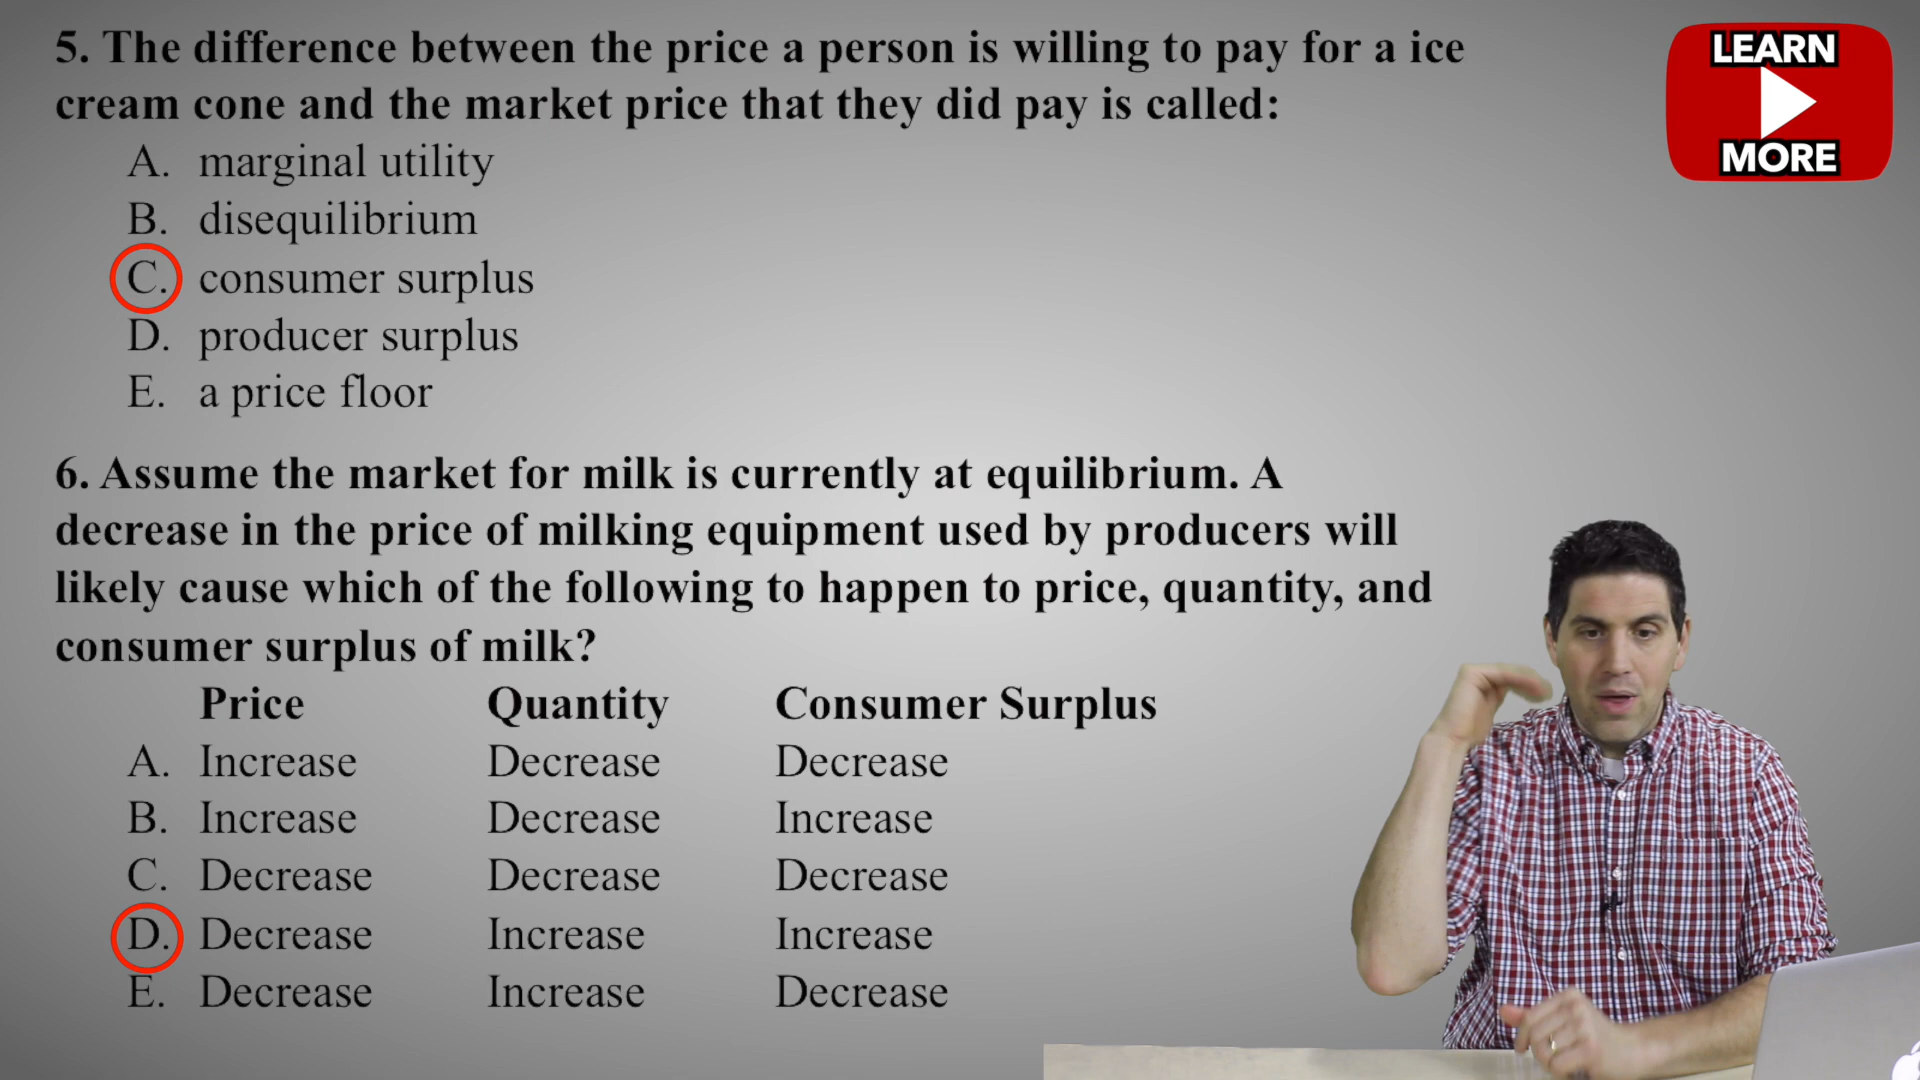 5. The difference between the price a person is willing to pay for a ice
cream cone and the market price that they did pay is called:
A. marginal utility
B. disequilibrium
C. consumer surplus
D. producer surplus
E. a price floor
6. Assume the market for milk is currently at equilibrium. A
decrease in the price of milking equipment used by producers will
likely cause which of the following to happen to price, quantity, and
consumer surplus of milk?
Price Quantity Consumer Surplus
A. Increase Decrease Decrease
B. Increase Decrease Increase
C. Decrease Decrease Decrease
D. Decrease Increase Increase
E. Decrease Increase Decrease
LEARN
MORE